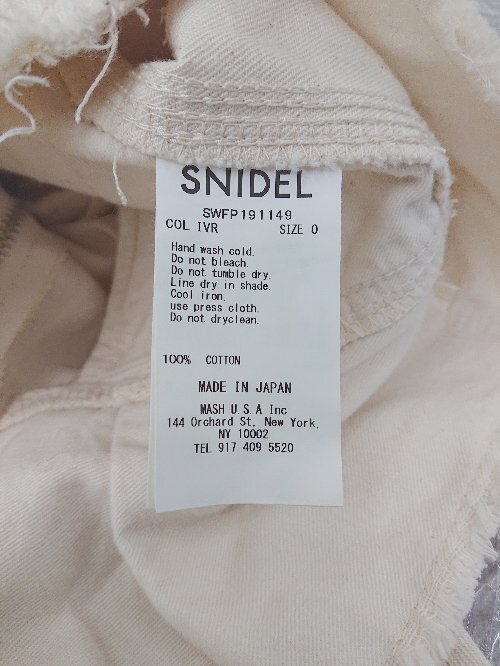 SNIDEL
SWFP191149
COL IVR SIZE 0
Hand wash cold.
Do not bleach.
Do not tumble dry.
Line dry in shade.
Cool iron.
use press cloth.
Do not dryclean.
100% COTTON
MADE IN JAPAN
MASH U.S.A Inc
144 Orchard St, New York,
NY 10002
TEL 917 409 5520